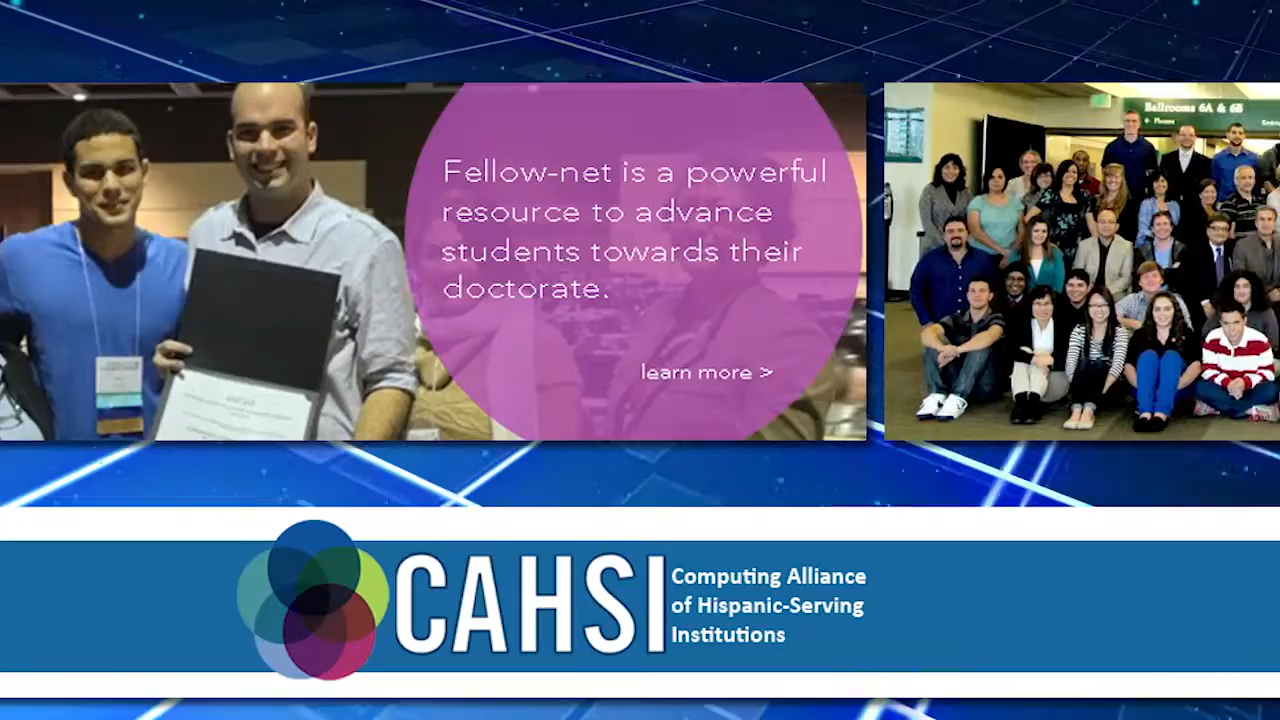 Fellow-net is a powerful
resource to advance
students towards their
doctorate.
learn more >
Ballrooms 6A & 6B
CAHSI
Computing Alliance
of Hispanic-Serving
Institutions